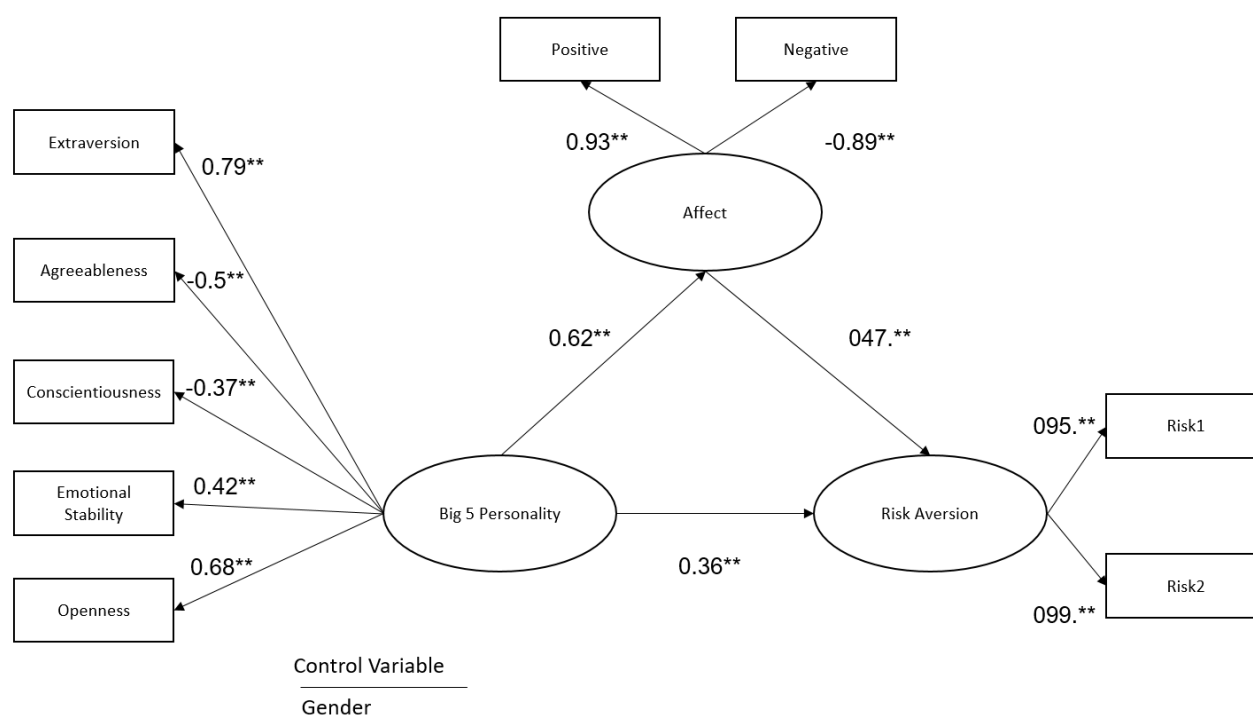 Positive
Negative
Extraversion
0.93**
-0.89**
0.79**
Affect
Agreeableness
-0.5**
0.62**
047.**
Conscientiousness
-0.37**
095.**
Risk1
Emotional
Stability
0.42**
Big 5 Personality
Risk Aversion
0.68**
0.36**
Risk2
Openness
099.**
Control Variable
Gender